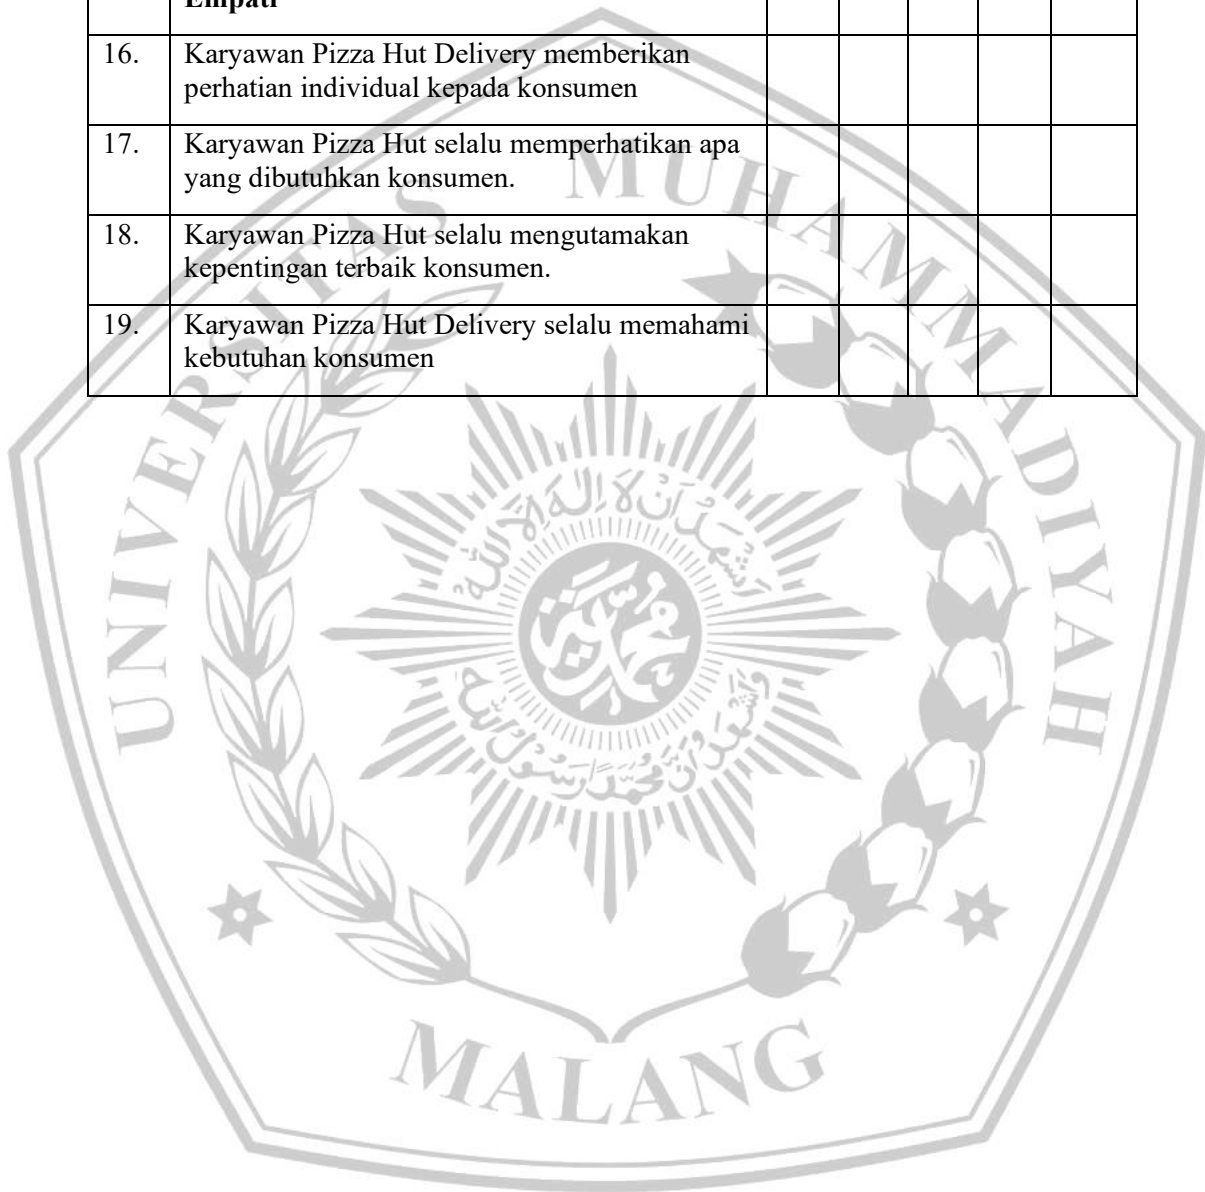 Empati
16. Karyawan Pizza Hut Delivery memberikan
perhatian individual kepada konsumen
17. Karyawan Pizza Hut selalu memperhatikan apa
yang dibutuhkan konsumen.
18. Karyawan Pizza Hut selalu mengutamakan
kepentingan terbaik konsumen.
19. Karyawan Pizza Hut Delivery selalu memahami
kebutuhan konsumen
UNIVERSITAS MUHAMMADIYAH
MALANG